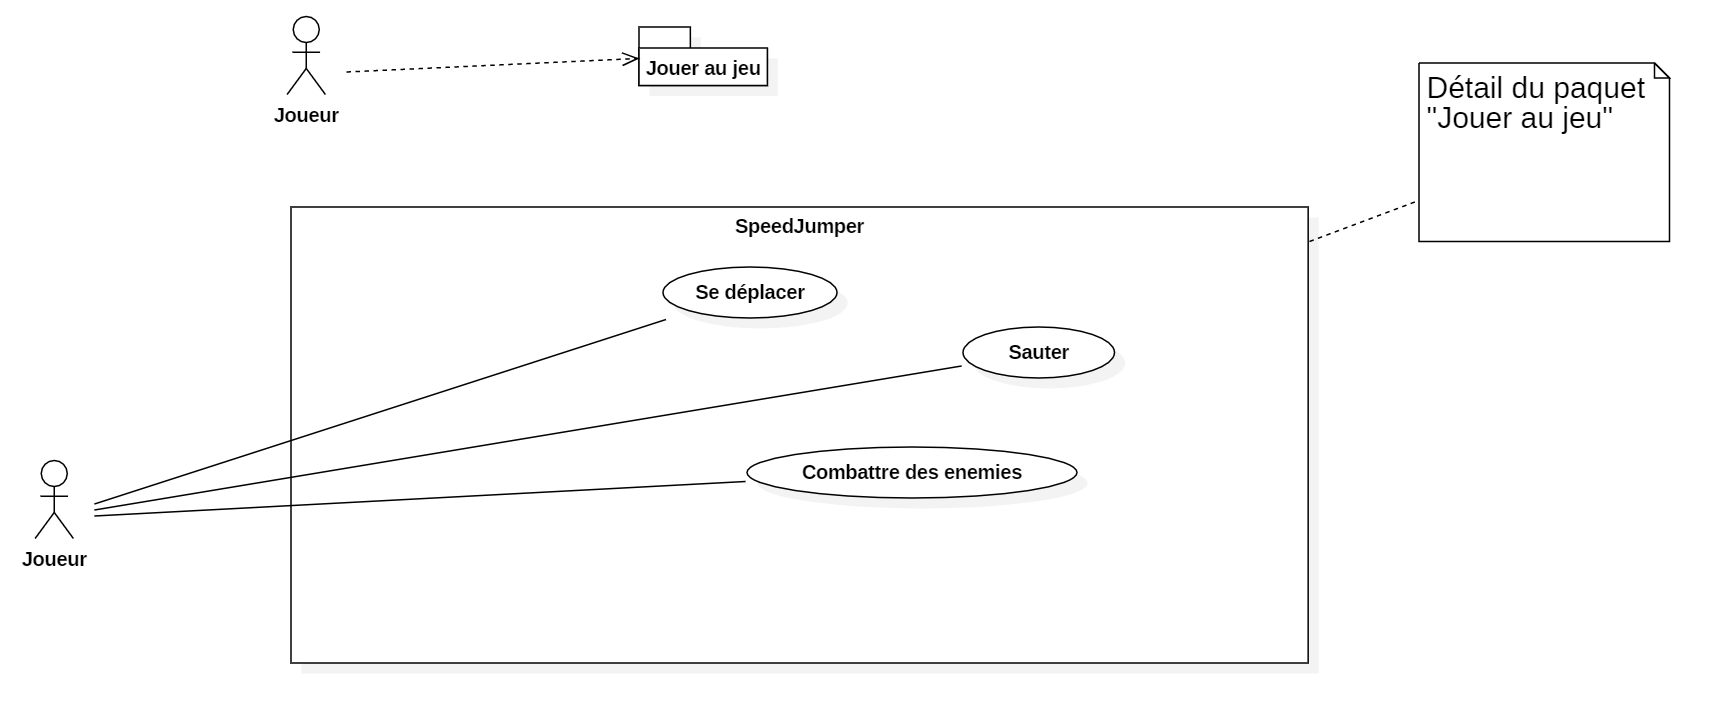 Joueur
Jouer au jeu
Détail du paquet
"Jouer au jeu"
SpeedJumper
Se déplacer
Sauter
Combattre des enemies
Joueur